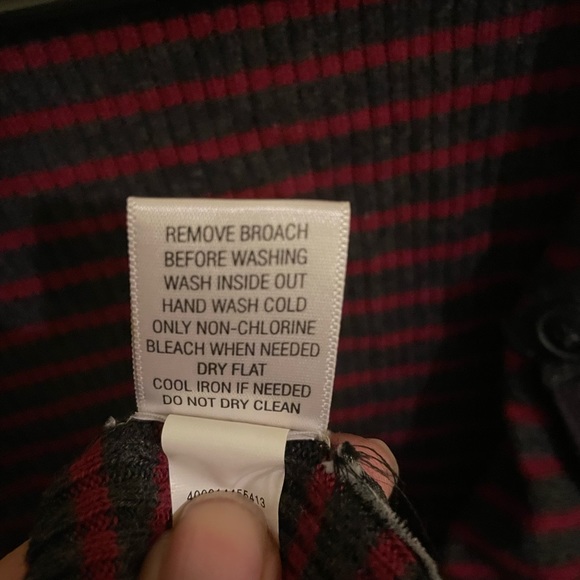 REMOVE BROACH
BEFORE WASHING
WASH INSIDE OUT
HAND WASH COLD
ONLY NON-CHLORINE
BLEACH WHEN NEEDED
DRY FLAT
COOL IRON IF NEEDED
DO NOT DRY CLEAN